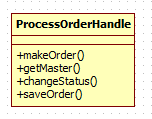 ProcessOrderHandle
+makeOrder()
+getMaster()
+changeStatus()
+saveOrder()